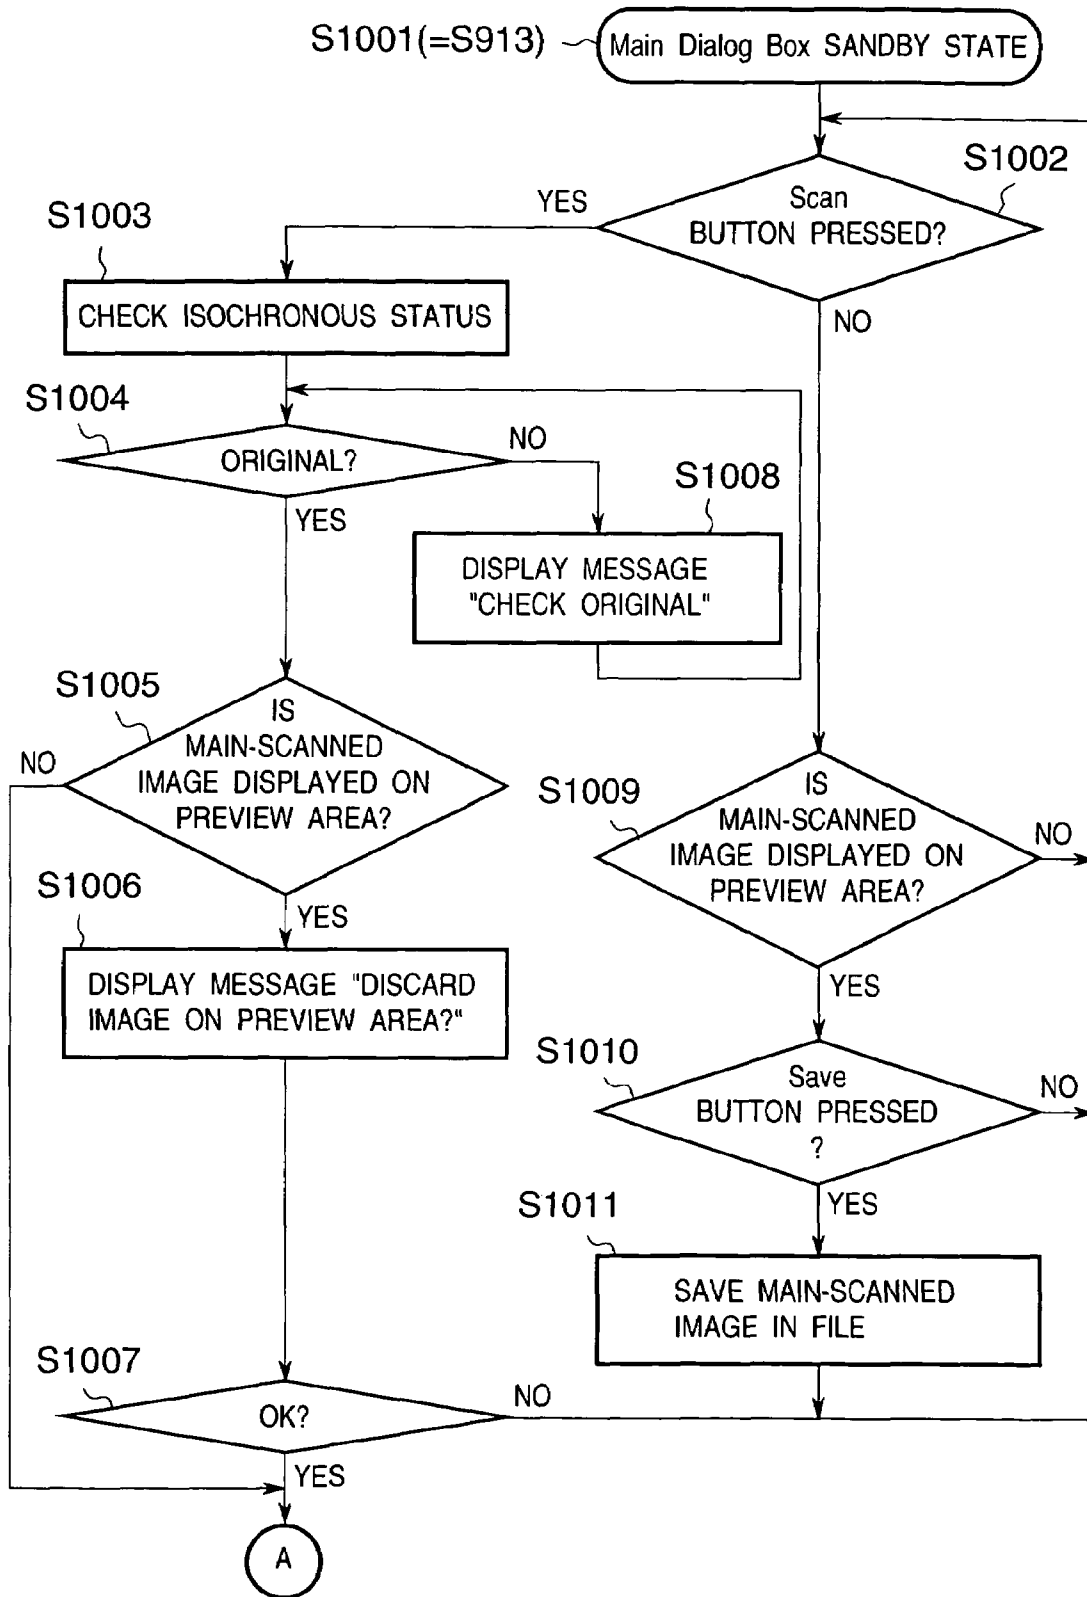 S1001(=S913)
Main Dialog Box SANDBY STATE
S1002
Scan
BUTTON PRESSED?
YES
NO
S1003
CHECK ISOCHRONOUS STATUS
S1004
ORIGINAL?
NO
YES
S1008
DISPLAY MESSAGE
"CHECK ORIGINAL"
S1005
IS
MAIN-SCANNED
IMAGE DISPLAYED ON
PREVIEW AREA?
NO
YES
S1006
DISPLAY MESSAGE "DISCARD
IMAGE ON PREVIEW AREA?"
S1007
OK?
NO
YES
A
S1009
IS
MAIN-SCANNED
IMAGE DISPLAYED ON
PREVIEW AREA?
NO
YES
S1010
Save
BUTTON PRESSED
?
NO
YES
S1011
SAVE MAIN-SCANNED
IMAGE IN FILE